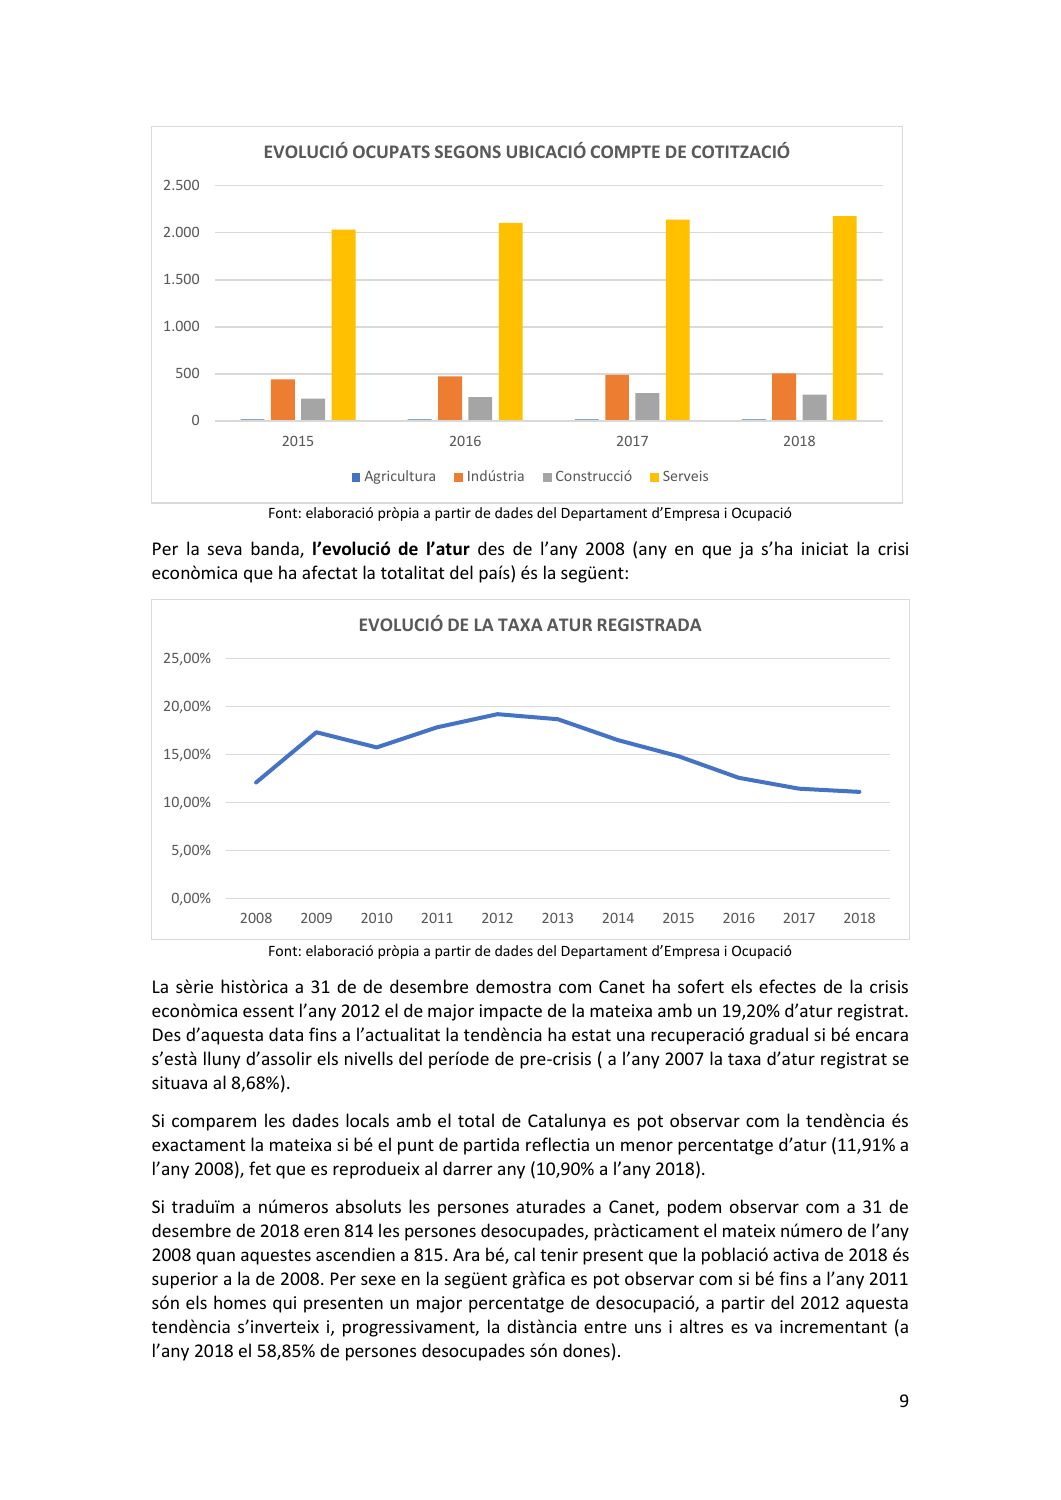 EVOLUCIÓ OCUPATS SEGONS UBICACIÓ COMPTE DE COTITZACIÓ
2.500
2.000
1.500
1.000
500
0
2015 2016 2017 2018
Agricultura Indústria Construcció Serveis
Font: elaboració pròpia a partir de dades del Departament d’Empresa i Ocupació
Per la seva banda, l’evolució de l’atur des de l’any 2008 (any en que ja s’ha iniciat la crisi
econòmica que ha afectat la totalitat del país) és la següent:
EVOLUCIÓ DE LA TAXA ATUR REGISTRADA
25,00%
20,00%
15,00%
10,00%
5,00%
0,00%
2008 2009 2010 2011 2012 2013 2014 2015 2016 2017 2018
Font: elaboració pròpia a partir de dades del Departament d’Empresa i Ocupació
La sèrie històrica a 31 de de desembre demostra com Canet ha sofert els efectes de la crisis
econòmica essent l’any 2012 el de major impacte de la mateixa amb un 19,20% d’atur registrat.
Des d’aquesta data fins a l’actualitat la tendència ha estat una recuperació gradual si bé encara
s’està lluny d’assolir els nivells del període de pre-crisis ( a l’any 2007 la taxa d’atur registrat se
situava al 8,68%).
Si comparem les dades locals amb el total de Catalunya es pot observar com la tendència és
exactament la mateixa si bé el punt de partida reflectia un menor percentatge d’atur (11,91% a
l’any 2008), fet que es reprodueix al darrer any (10,90% a l’any 2018).
Si traduïm a números absoluts les persones aturades a Canet, podem observar com a 31 de
desembre de 2018 eren 814 les persones desocupades, pràcticament el mateix número de l’any
2008 quan aquestes ascendien a 815. Ara bé, cal tenir present que la població activa de 2018 és
superior a la de 2008. Per sexe en la següent gràfica es pot observar com si bé fins a l’any 2011
són els homes qui presenten un major percentatge de desocupació, a partir del 2012 aquesta
tendència s’inverteix i, progressivament, la distància entre uns i altres es va incrementant (a
l’any 2018 el 58,85% de persones desocupades són dones).
9